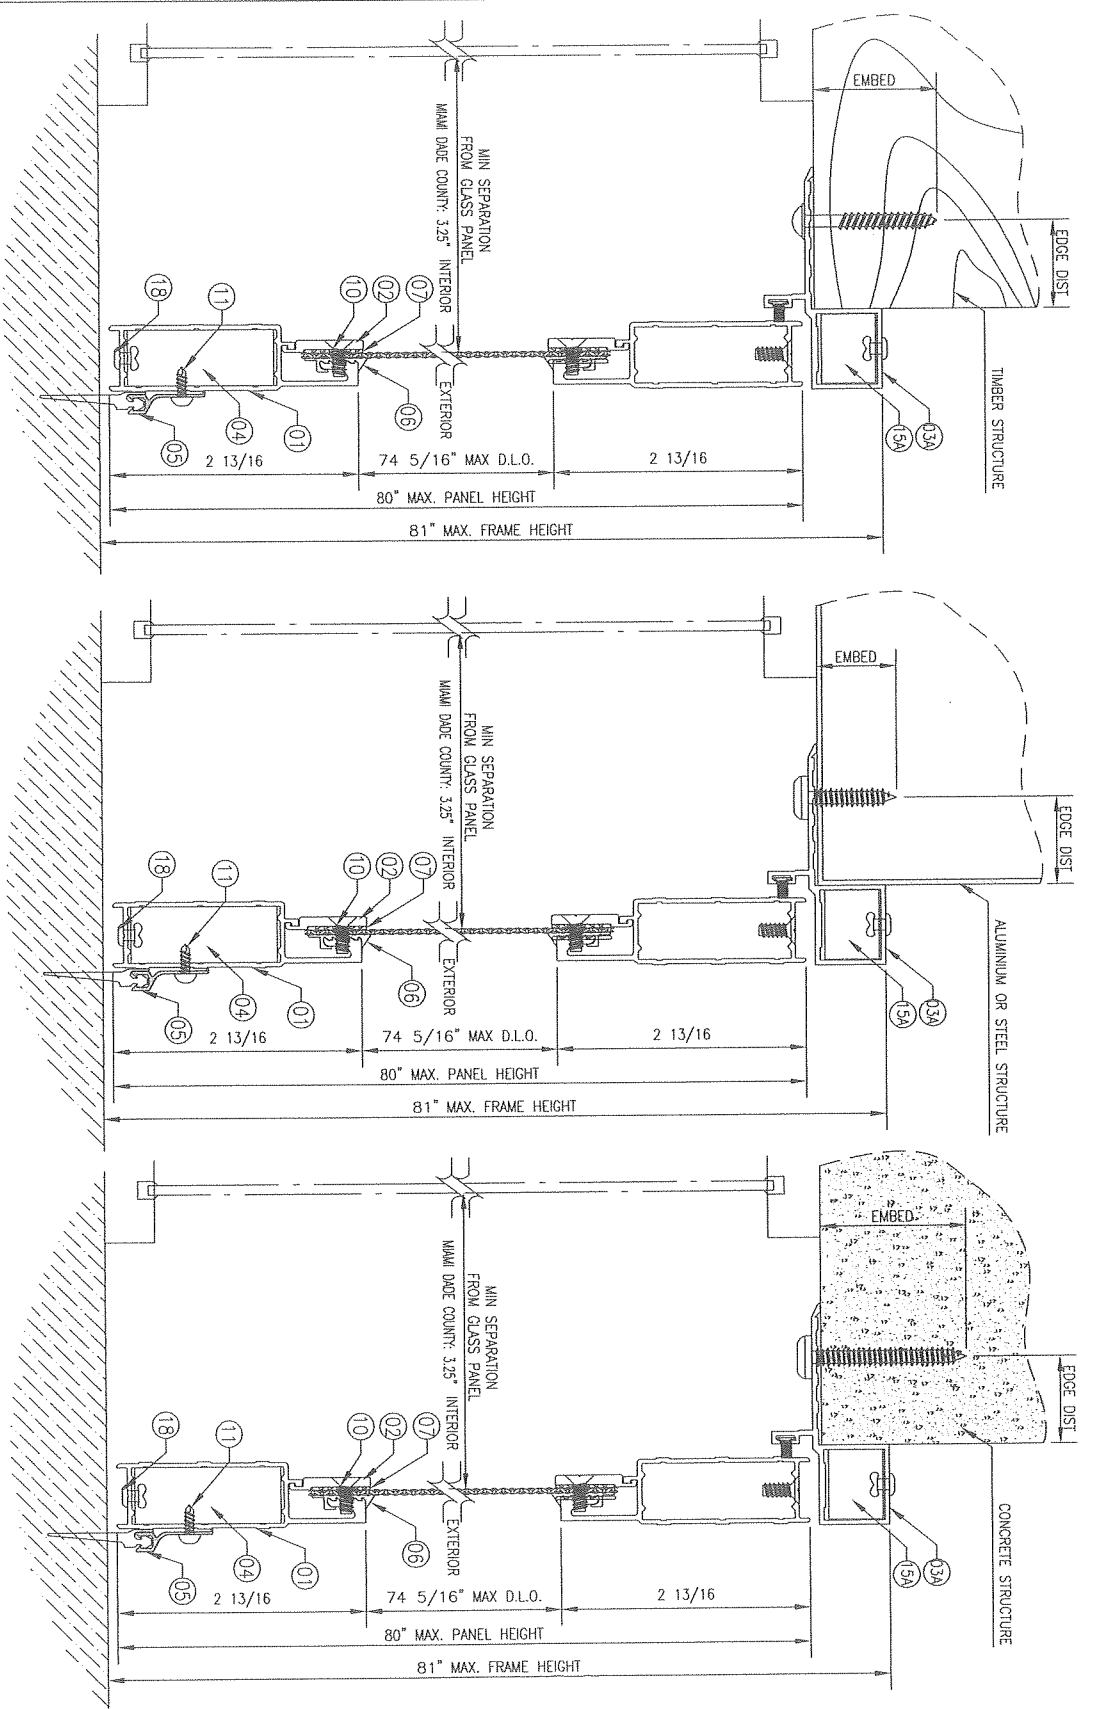 EMBED
EDGE DIST
MIN SEPARATION
FROM GLASS PANEL
MIAMI DADE COUNTY: 3.25"
INTERIOR
EXTERIOR
TIMBER STRUCTURE
18
11
10
02
07
06
01
04
05
03A
15A
2 13/16
74 5/16" MAX D.L.O.
2 13/16
80" MAX. PANEL HEIGHT
81" MAX. FRAME HEIGHT
EMBED
EDGE DIST
MIN SEPARATION
FROM GLASS PANEL
MIAMI DADE COUNTY: 3.25"
INTERIOR
EXTERIOR
ALUMINIUM OR STEEL STRUCTURE
18
11
10
02
07
06
01
04
05
03A
15A
2 13/16
74 5/16" MAX D.L.O.
2 13/16
80" MAX. PANEL HEIGHT
81" MAX. FRAME HEIGHT
EMBED
EDGE DIST
MIN SEPARATION
FROM GLASS PANEL
MIAMI DADE COUNTY: 3.25"
INTERIOR
EXTERIOR
CONCRETE STRUCTURE
18
11
10
02
07
06
01
04
05
03A
15A
2 13/16
74 5/16" MAX D.L.O.
2 13/16
80" MAX. PANEL HEIGHT
81" MAX. FRAME HEIGHT